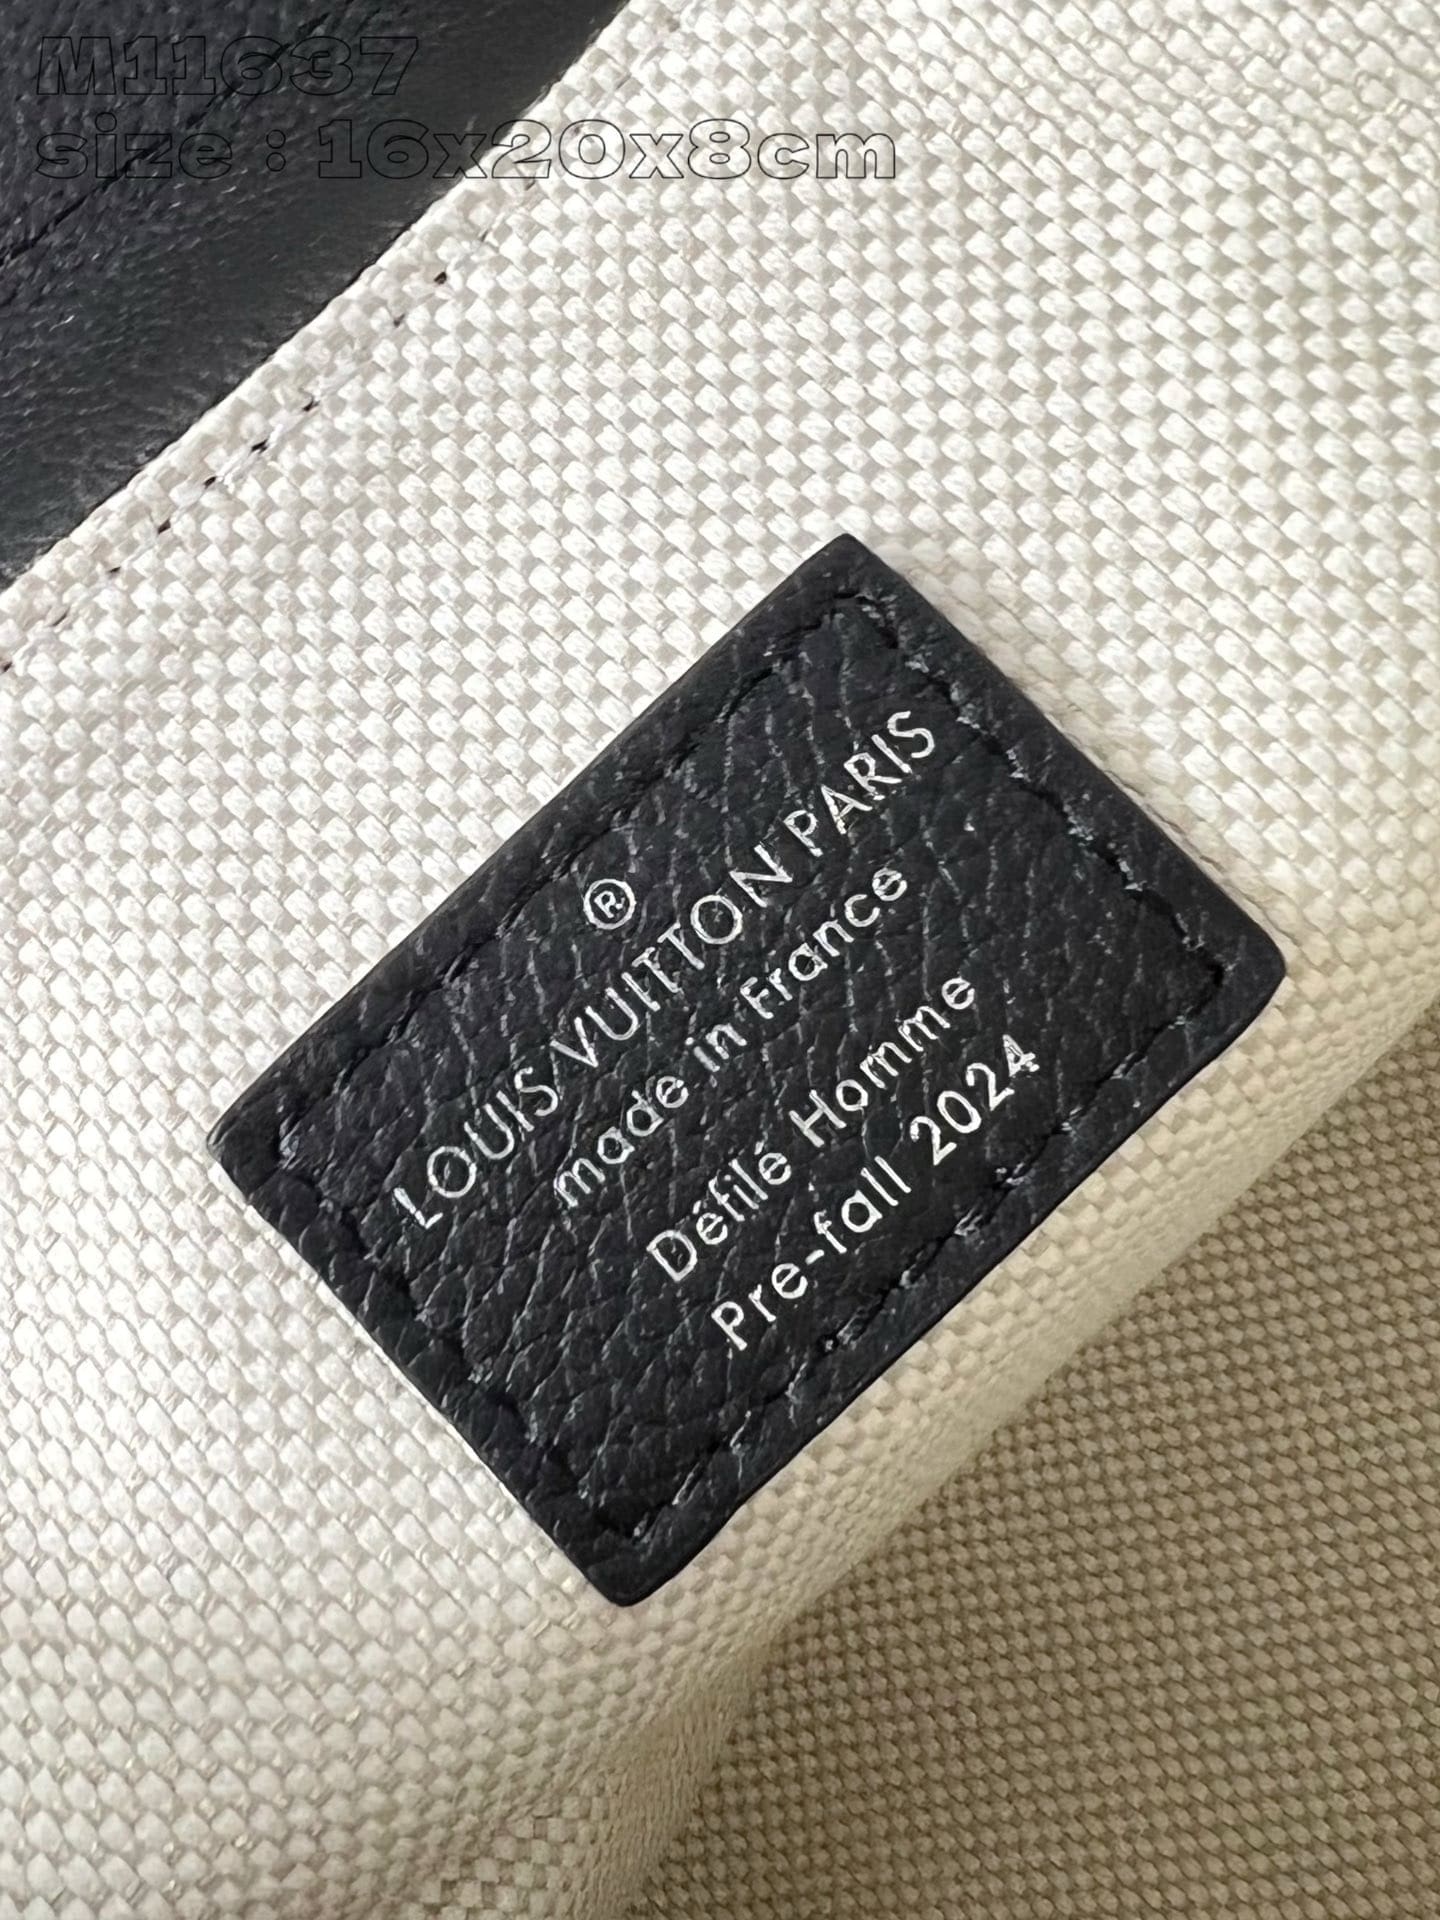 M11637
size : 16x20x8cm
®
LOUIS VUITTON PARIS
made in France
Défilé Homme
Pre-fall 2024